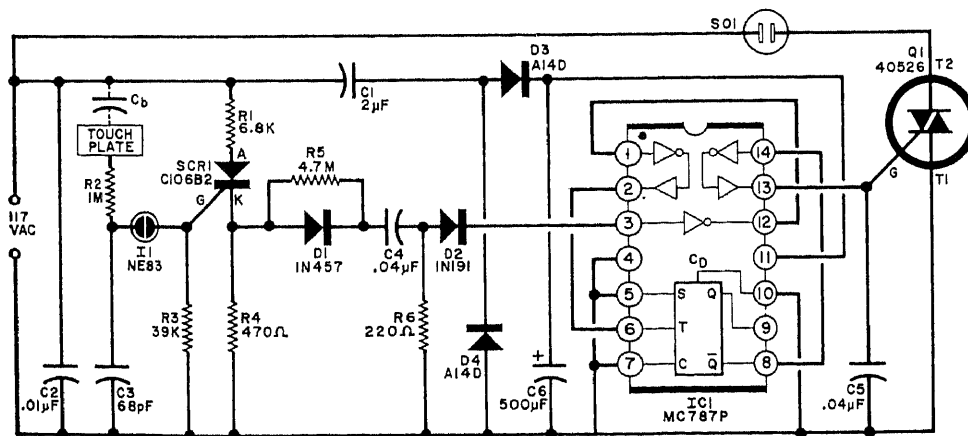 SO1
D3
A14D
Q1
40526
T2
C1
2µF
Cb
TOUCH
PLATE
R1
6.8K
A
SCR1
C106B2
G
K
R5
4.7M
R2
1M
117
VAC
I1
NE83
D1
1N457
C4
.04µF
D2
1N191
1
2
3
4
5
6
7
14
13
12
11
10
9
8
CD
S
Q
T
C
Q̅
G
T1
R3
39K
R4
470Ω
R6
220Ω
D4
A14D
C2
.01µF
C3
68pF
+
C6
500µF
IC1
MC787P
C5
.04µF